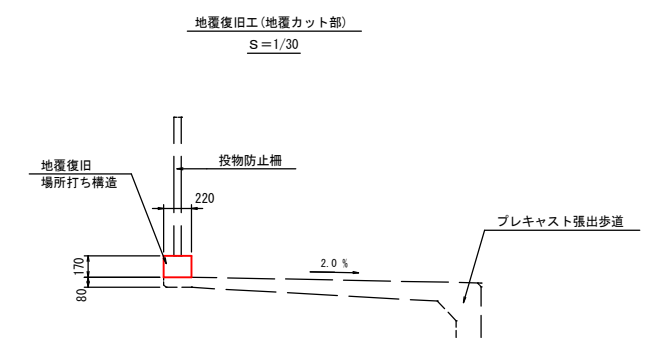 地覆復旧工(地覆カット部)
S=1/30
地覆復旧
場所打ち構造
投物防止柵
220
プレキャスト張出歩道
2.0 %
170
80